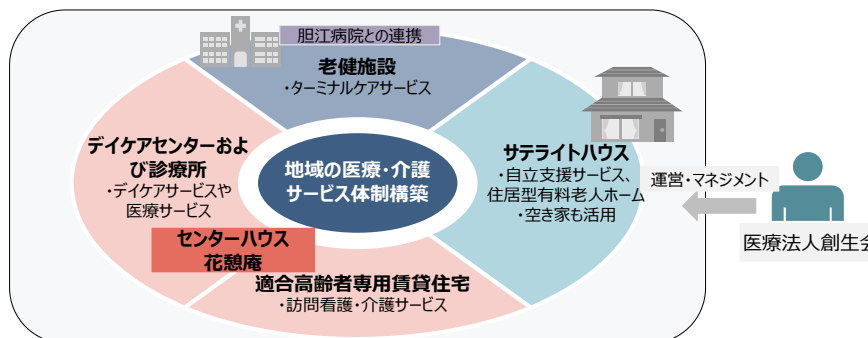 胆江病院との連携
老健施設
・ターミナルケアサービス
デイケアセンターおよ
び診療所
・デイケアサービスや
医療サービス
地域の医療・介護
サービス体制構築
サテライトハウス
・自立支援サービス、
住居型有料老人ホーム
・空き家も活用
運営・マネジメント
医療法人創生会
センターハウス
花憩庵
適合高齢者専用賃貸住宅
・訪問看護・介護サービス